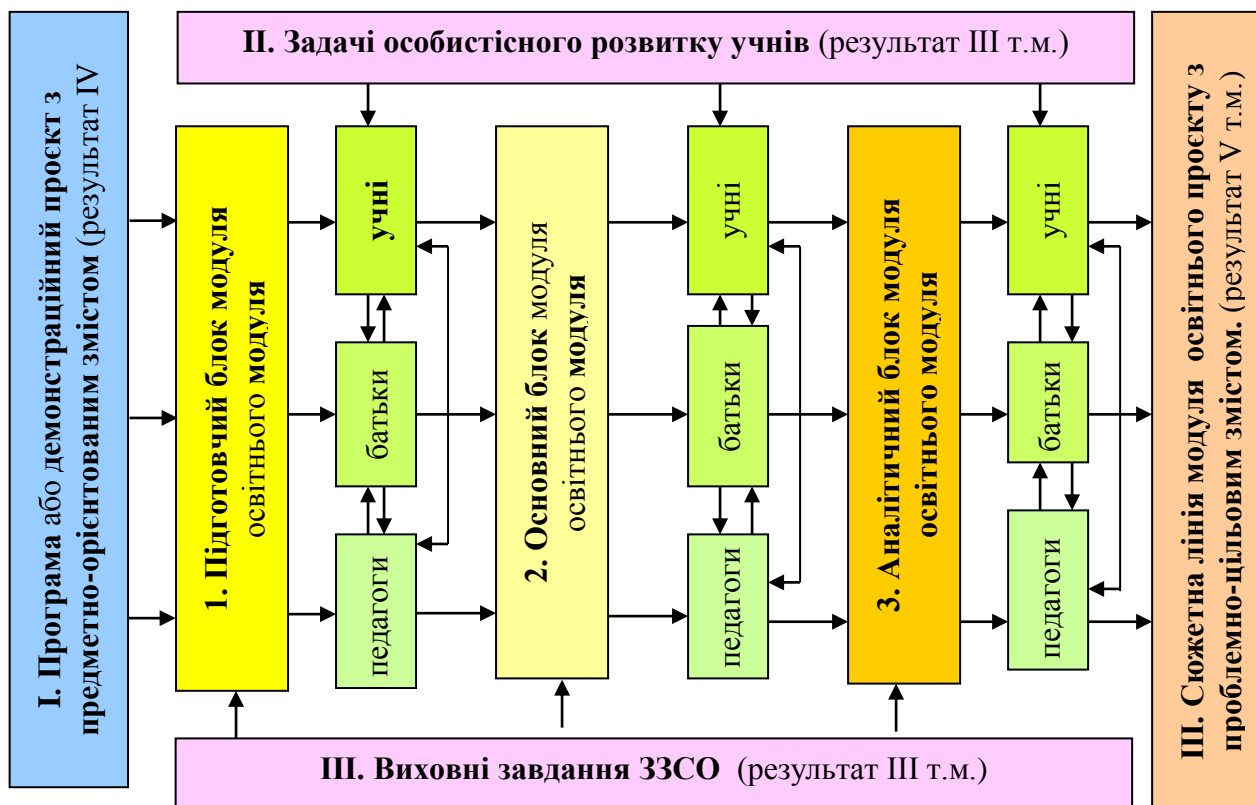 II. Задачі особистісного розвитку учнів (результат III т.м.)
I. Програма або демонстраційний проєкт з
предметно-орієнтованим змістом (результат IV
1. Підготовчий блок модуля
освітнього модуля
учні
батьки
педагоги
2. Основний блок модуля
освітнього модуля
учні
батьки
педагоги
3. Аналітичний блок модуля
освітнього модуля
учні
батьки
педагоги
III. Сюжетна лінія модуля освітнього проєкту з
проблемно-цільовим змістом. (результат V т.м.)
III. Виховні завдання ЗЗСО (результат III т.м.)